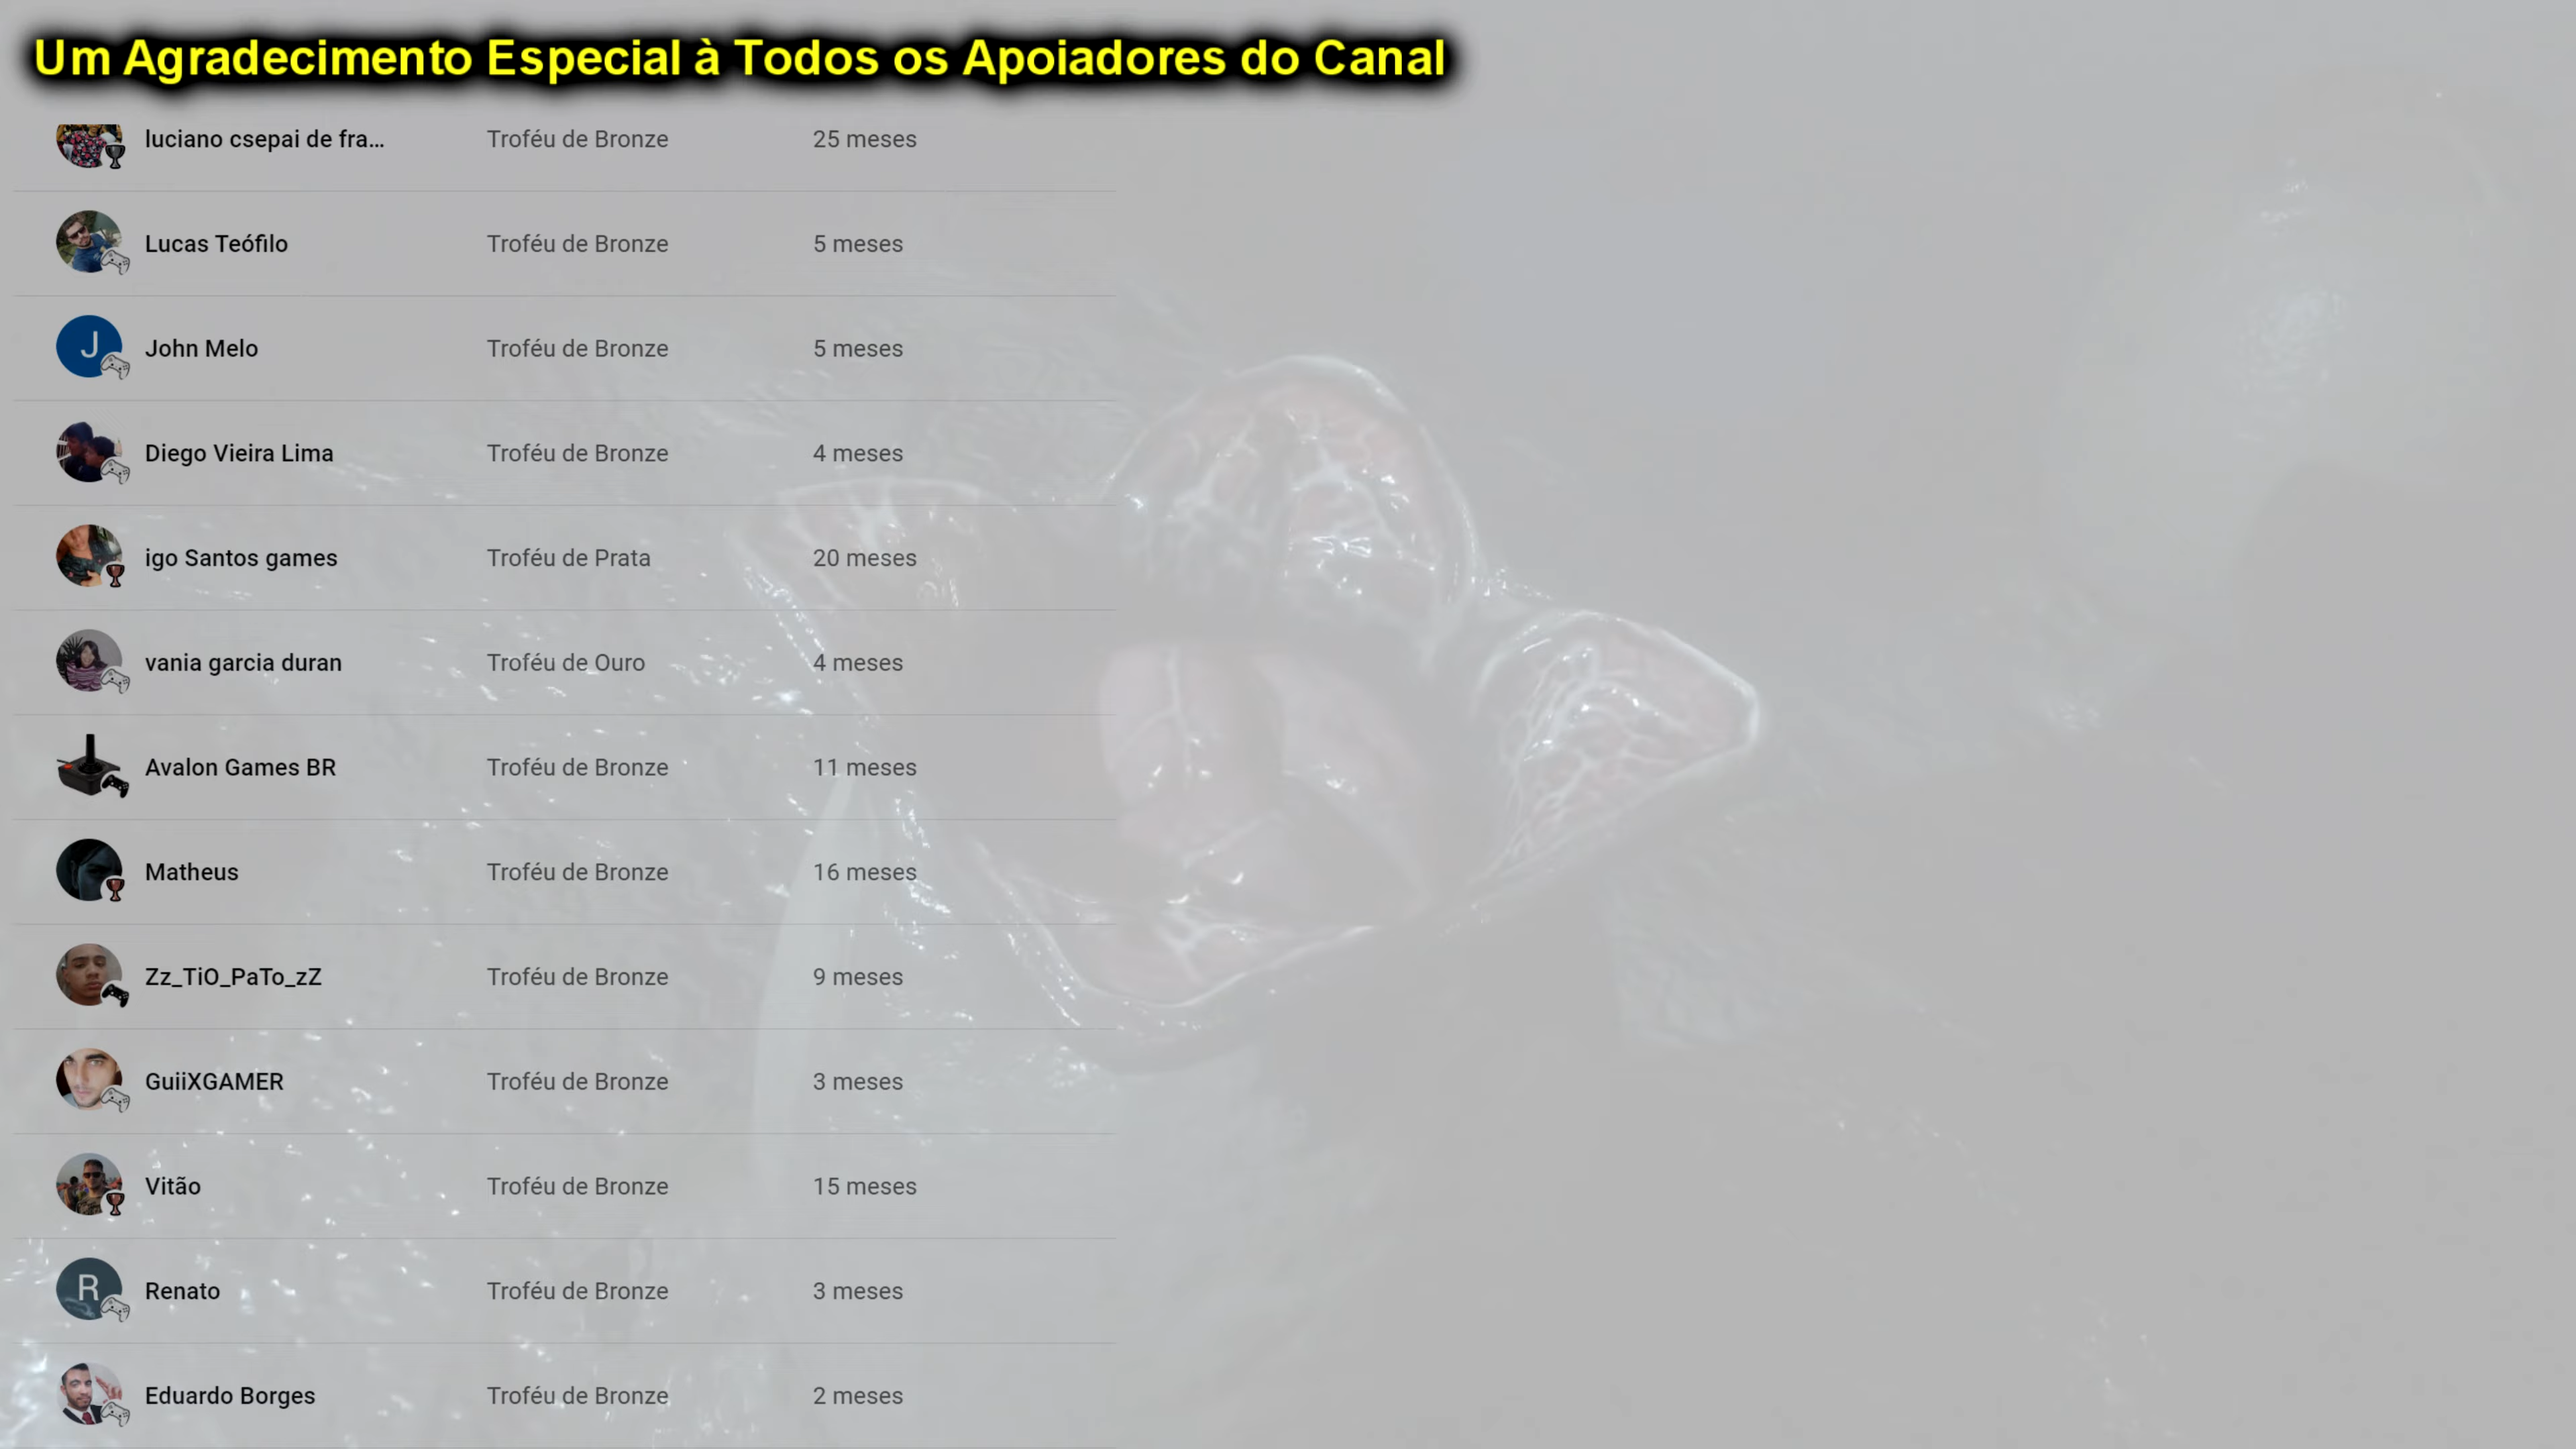 Um Agradecimento Especial à Todos os Apoiadores do Canal
luciano csepai de fra... Troféu de Bronze 25 meses
Lucas Teófilo Troféu de Bronze 5 meses
J John Melo Troféu de Bronze 5 meses
Diego Vieira Lima Troféu de Bronze 4 meses
igo Santos games Troféu de Prata 20 meses
vania garcia duran Troféu de Ouro 4 meses
Avalon Games BR Troféu de Bronze 11 meses
Matheus Troféu de Bronze 16 meses
Zz_TiO_PaTo_zZ Troféu de Bronze 9 meses
GuiiXGAMER Troféu de Bronze 3 meses
Vitão Troféu de Bronze 15 meses
R Renato Troféu de Bronze 3 meses
Eduardo Borges Troféu de Bronze 2 meses